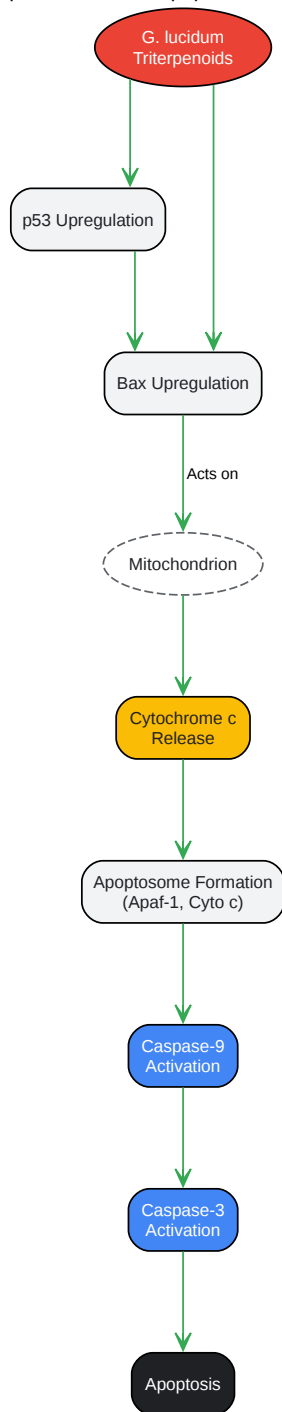 G. lucidum
Triterpenoids
p53 Upregulation
Bax Upregulation
Acts on
Mitochondrion
Cytochrome c
Release
Apoptosome Formation
(Apaf-1, Cyto c)
Caspase-9
Activation
Caspase-3
Activation
Apoptosis